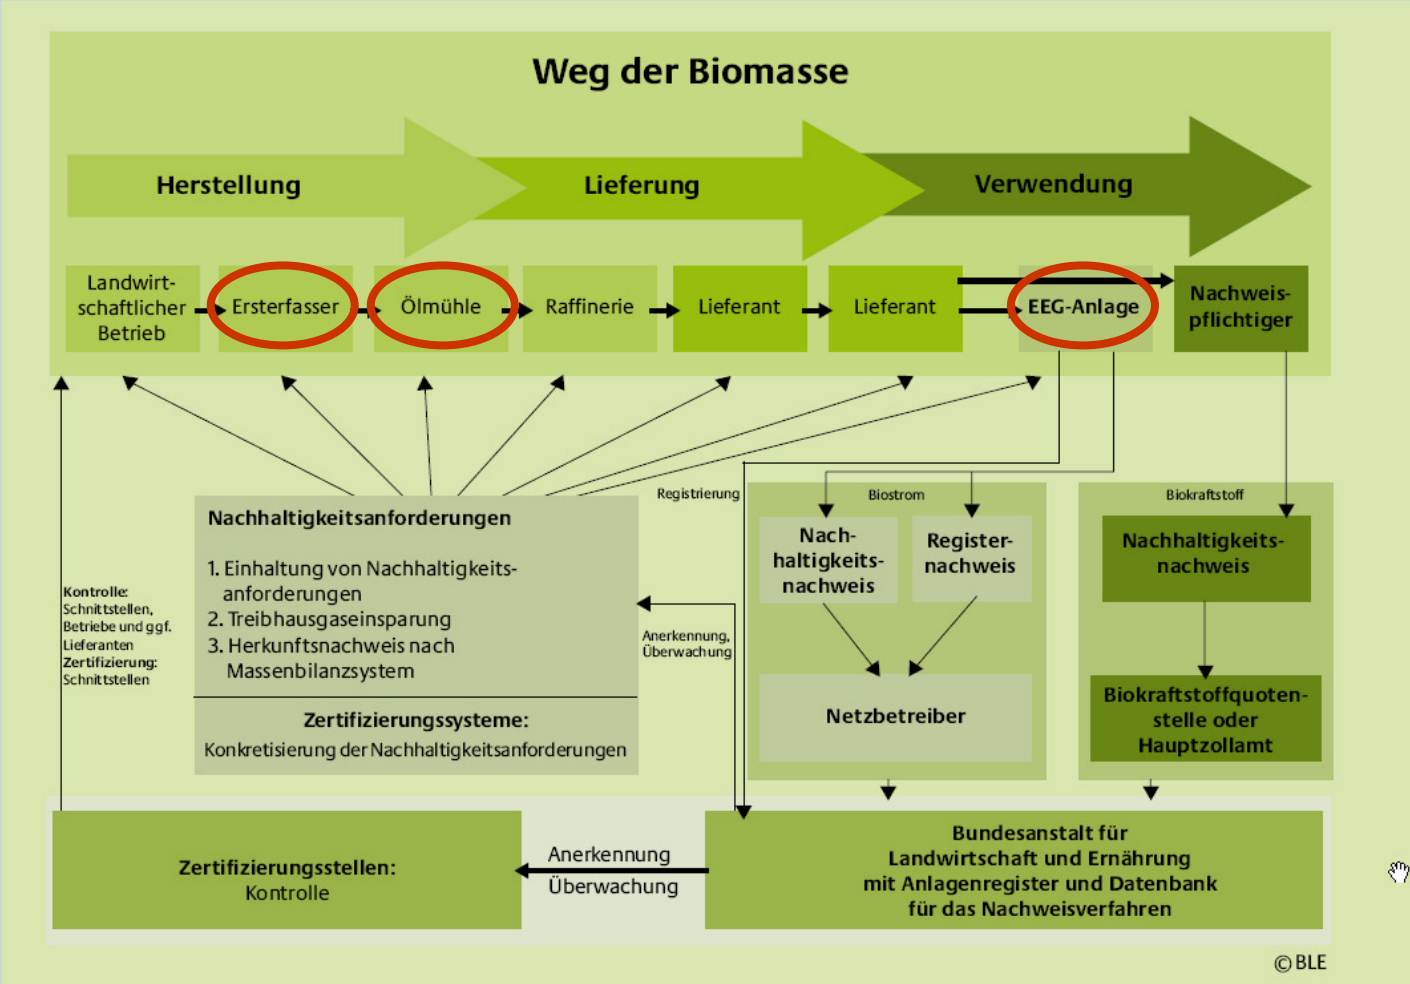 Weg der Biomasse
Herstellung
Lieferung
Verwendung
Landwirt-
schaftlicher
Betrieb
Ersterfasser
Ölmühle
Raffinerie
Lieferant
Lieferant
EEG-Anlage
Nachweis-
pflichtiger
Registrierung
Biostrom
Biokraftstoff
Nachhaltigkeitsanforderungen
1. Einhaltung von Nachhaltigkeits-
anforderungen
2. Treibhausgaseinsparung
3. Herkunftsnachweis nach
Massenbilanzsystem
Zertifizierungssysteme:
Konkretisierung der Nachhaltigkeitsanforderungen
Kontrolle:
Schnittstellen,
Betriebe und ggf.
Lieferanten
Zertifizierung:
Schnittstellen
Anerkennung,
Überwachung
Nach-
haltigkeits-
nachweis
Register-
nachweis
Netzbetreiber
Nachhaltigkeits-
nachweis
Biokraftstoffquoten-
stelle oder
Hauptzollamt
Zertifizierungsstellen:
Kontrolle
Anerkennung
Überwachung
Bundesanstalt für
Landwirtschaft und Ernährung
mit Anlagenregister und Datenbank
für das Nachweisverfahren
© BLE